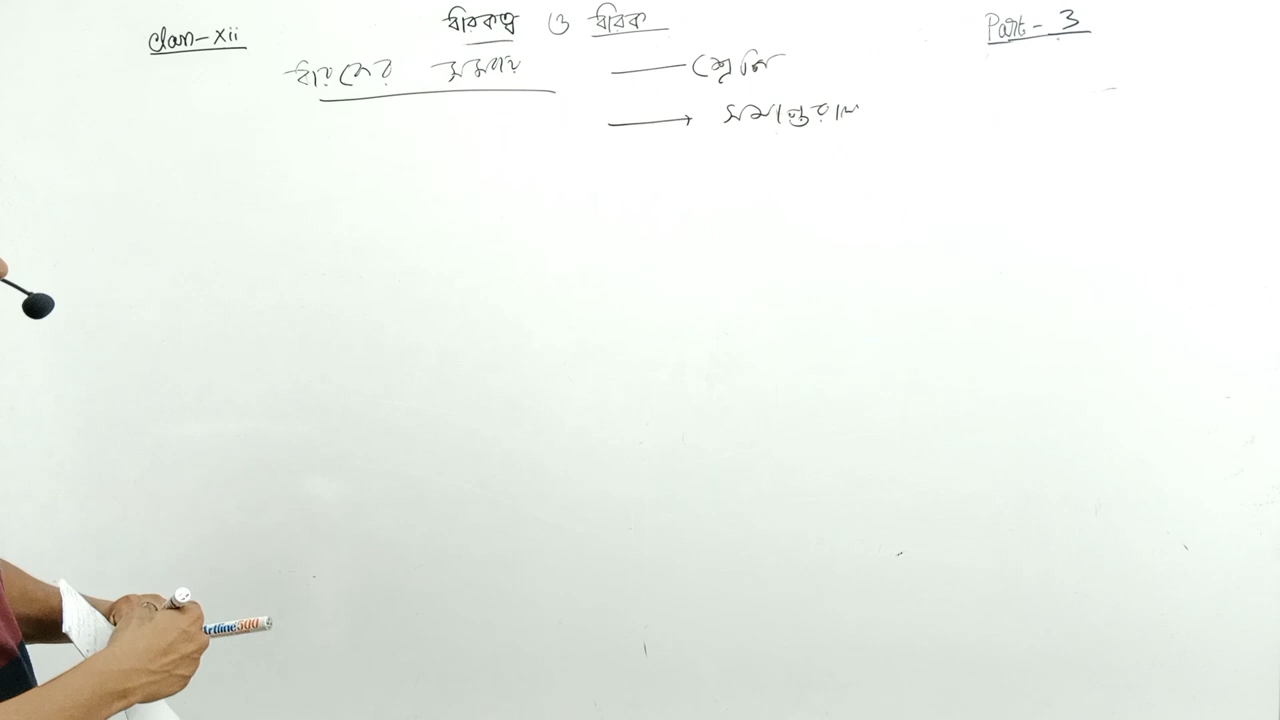 Class-xii ধারকত্ব ও ধারক Part-3
ধারকের সমবায় শ্রেণি
সমান্তরাল
Artline 500